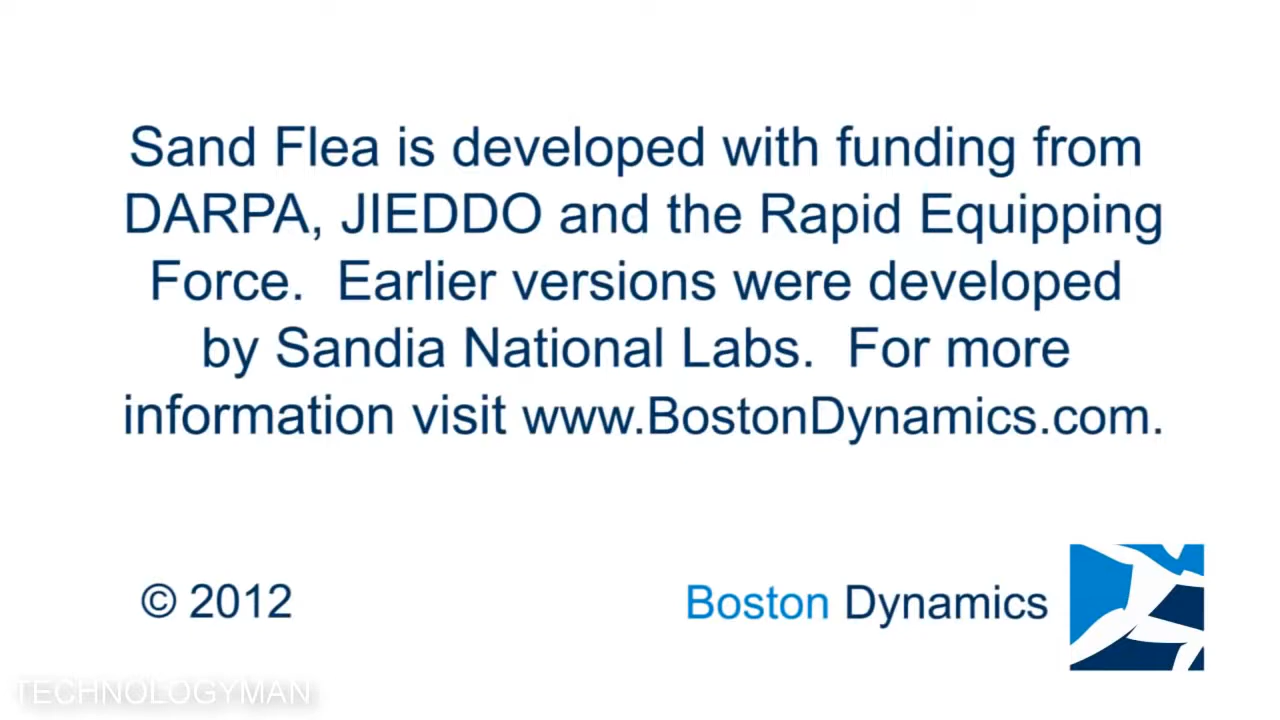 Sand Flea is developed with funding from
DARPA, JIEDDO and the Rapid Equipping
Force.  Earlier versions were developed
by Sandia National Labs.  For more
information visit www.BostonDynamics.com.
© 2012
Boston Dynamics
TECHNOLOGYMAN